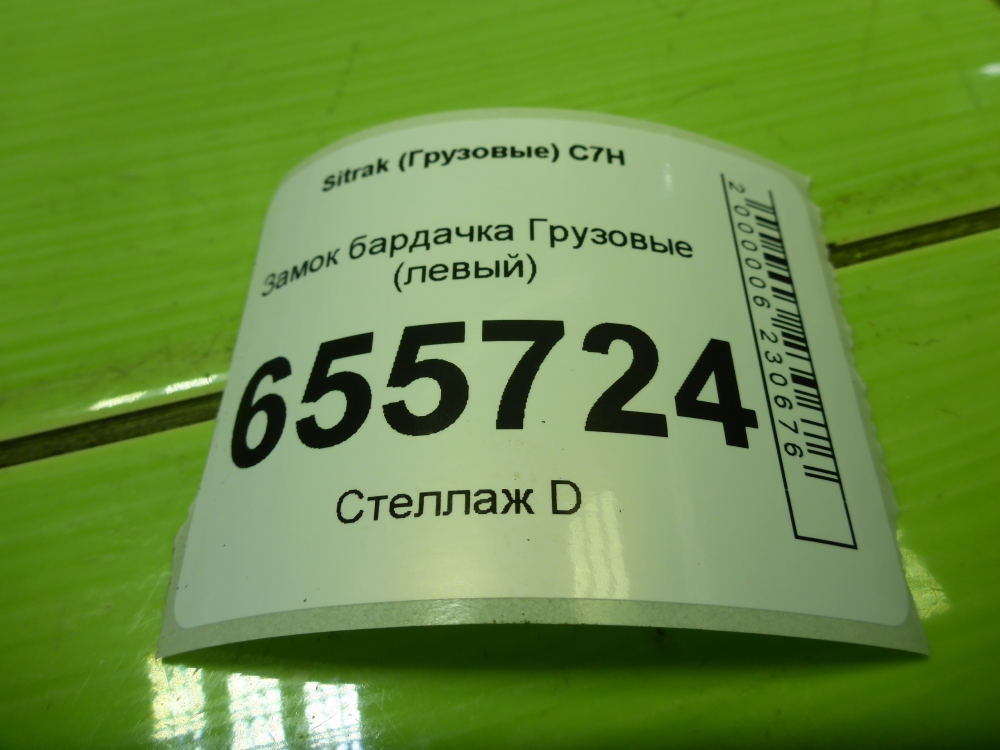 Sitrak (Грузовые) C7H
Замок бардачка Грузовые
(левый)
655724
Стеллаж D
2000006230676